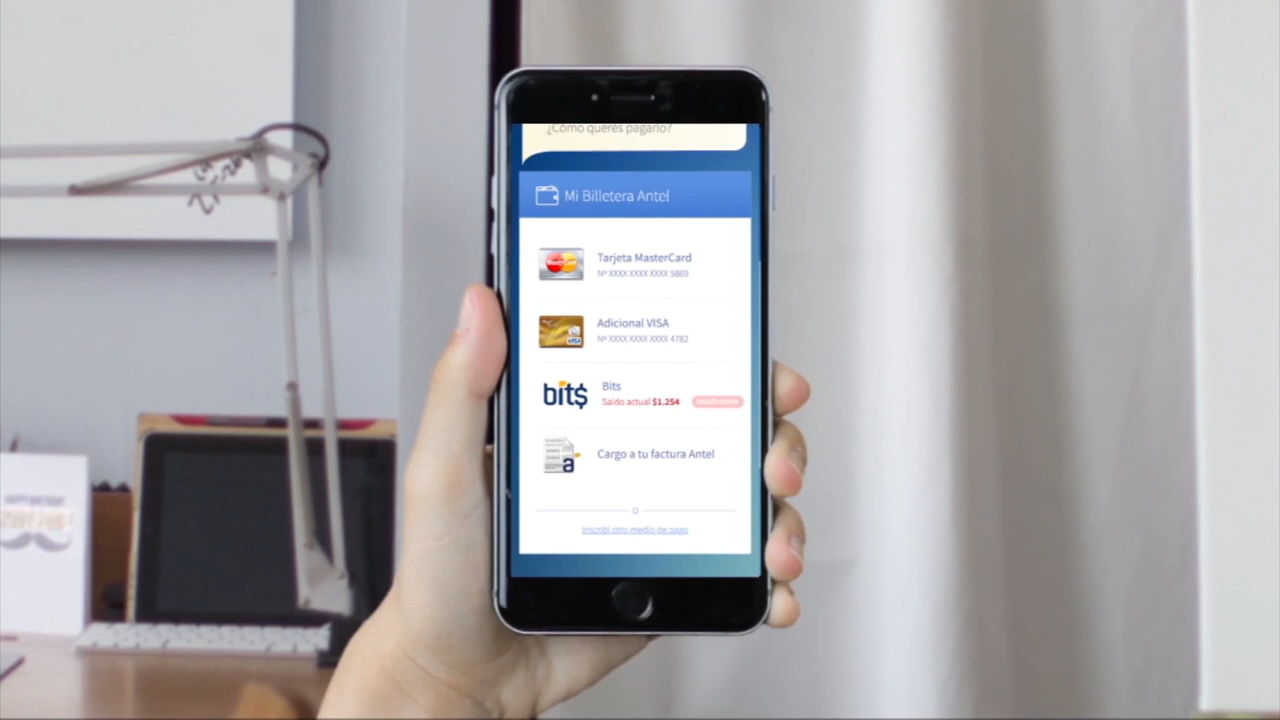 ¿Cómo querés pagarlo?
Mi Billetera Antel
Tarjeta MasterCard
Nº XXXX XXXX XXXX 5869
Adicional VISA
Nº XXXX XXXX XXXX 4782
VISA
bit$
Bits
Saldo actual $1.254
Cargo a tu factura Antel
a
Inscribí otro medio de pago